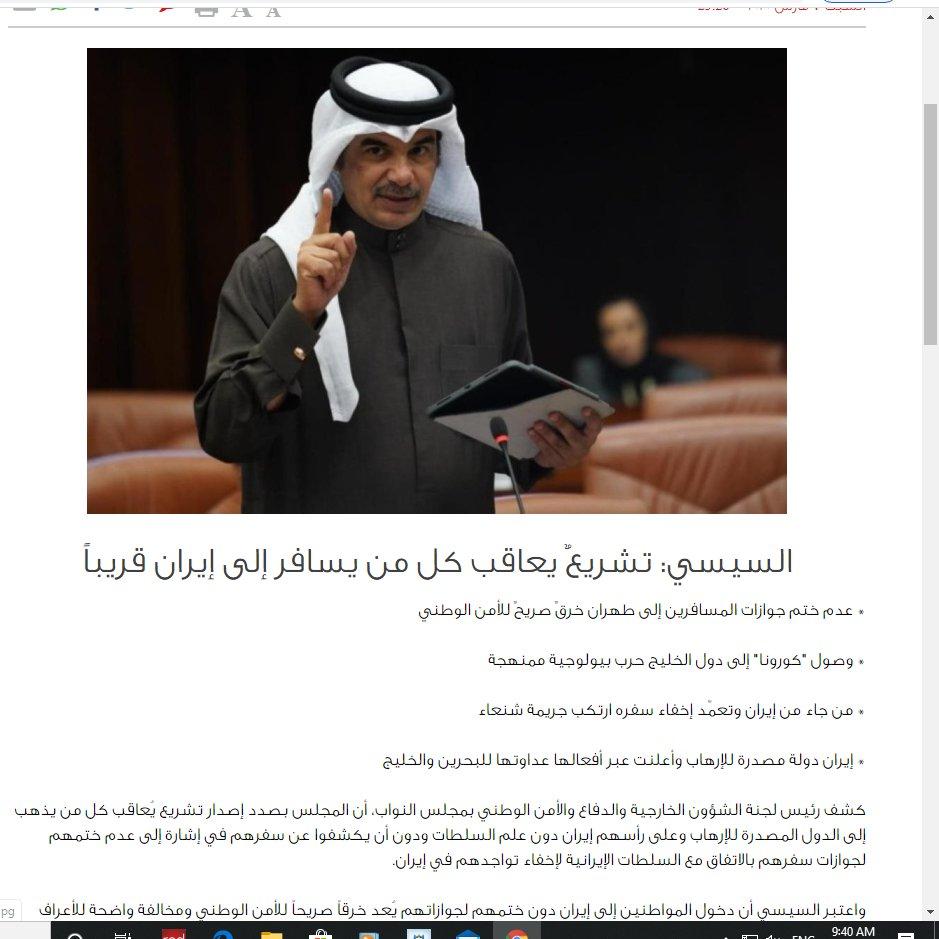 A A
السيسي: تشريعٌ يعاقب كل من يسافر إلى إيران قريباً
* عدم ختم جوازات المسافرين إلى طهران خرقٌ صريحٌ للأمن الوطني
* وصول "كورونا" إلى دول الخليج حرب بيولوجية ممنهجة
* من جاء من إيران وتعمّد إخفاء سفره ارتكب جريمة شنعاء
* إيران دولة مصدرة للإرهاب وأعلنت عبر أفعالها عداوتها للبحرين والخليج
كشف رئيس لجنة الشؤون الخارجية والدفاع والأمن الوطني بمجلس النواب، أن المجلس بصدد إصدار تشريع يُعاقب كل من يذهب
إلى الدول المصدرة للإرهاب وعلى رأسهم إيران دون علم السلطات ودون أن يكشفوا عن سفرهم في إشارة إلى عدم ختمهم
لجوازات سفرهم بالاتفاق مع السلطات الإيرانية لإخفاء تواجدهم في إيران.
واعتبر السيسي أن دخول المواطنين إلى إيران دون ختمهم لجوازاتهم يُعد خرقاً صريحاً للأمن الوطني ومخالفة واضحة للأعراف
pg
ENG
9:40 AM